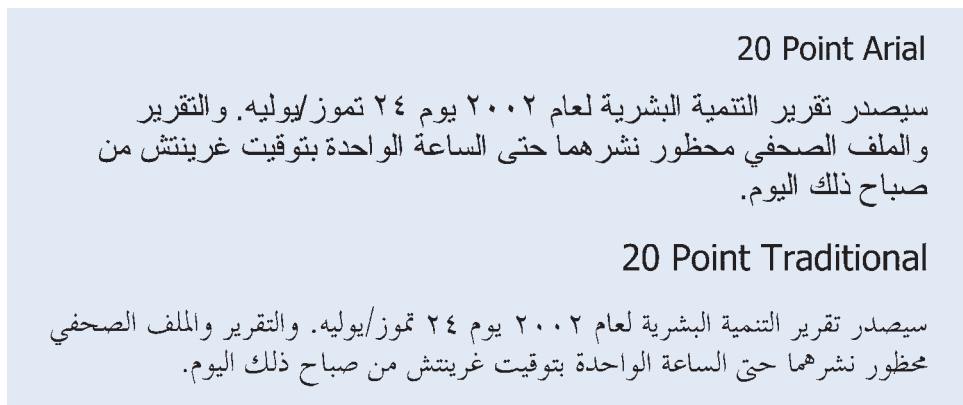 20 Point Arial
سيصدر تقرير التنمية البشرية لعام ٢٠٠٢ يوم ٢٤ تموز/يوليه. والتقرير
والملف الصحفي محظور نشرهما حتى الساعة الواحدة بتوقيت غرينتش من
صباح ذلك اليوم.
20 Point Traditional
سيصدر تقرير التنمية البشرية لعام ٢٠٠٢ يوم ٢٤ تموز/يوليه. والتقرير والملف الصحفي
محظور نشرهما حتى الساعة الواحدة بتوقيت غرينتش من صباح ذلك اليوم.